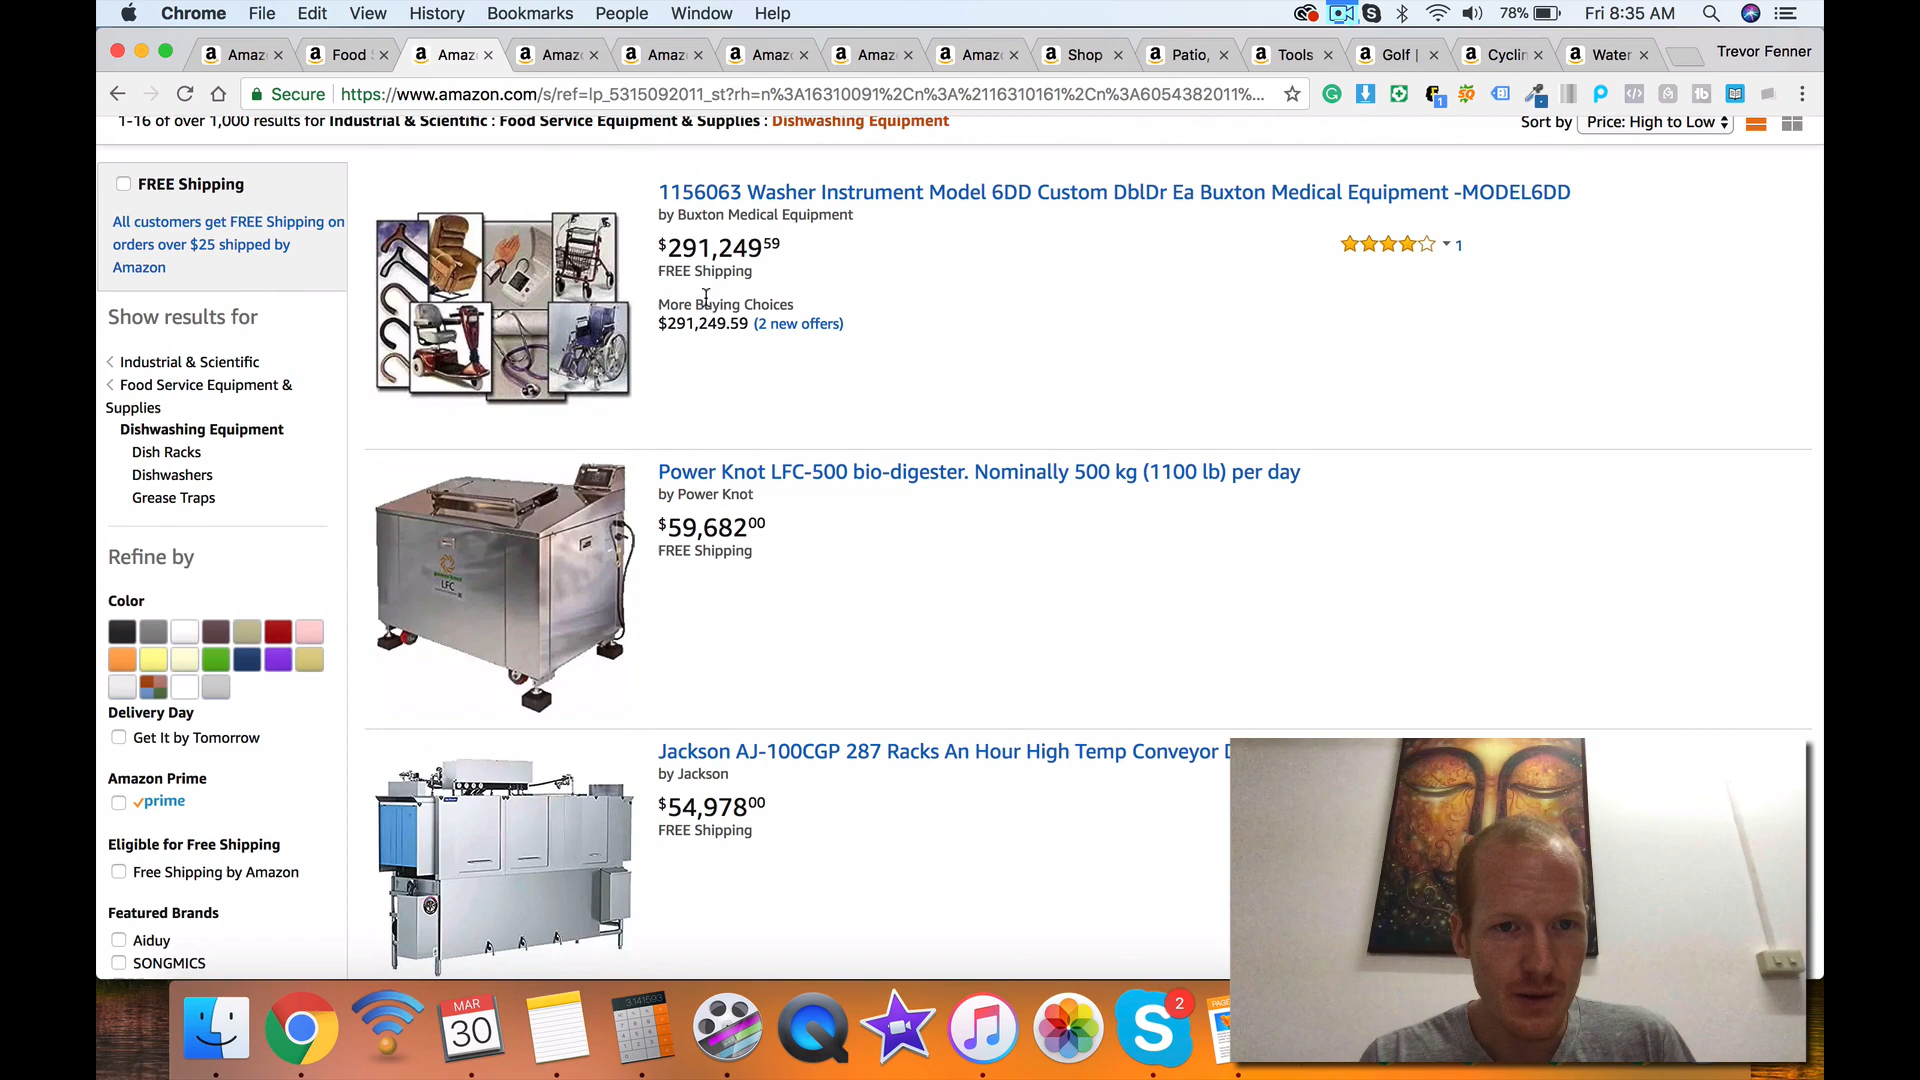 Chrome File Edit View History Bookmarks People Window Help 78% Fri 8:35 AM
Amaz Food Amaz Amaz Amaz Amaz Amaz Amaz Shop Patio, Tools Golf | Cyclin Water Trevor Fenner
Secure https://www.amazon.com/s/ref=lp_5315092011_st?rh=n%3A16310091%2Cn%3A%2116310161%2Cn%3A6054382011%...
1-16 of over 1,000 results for Industrial & Scientific : Food Service Equipment & Supplies : Dishwashing Equipment
Sort by Price: High to Low
FREE Shipping
All customers get FREE Shipping on
orders over $25 shipped by
Amazon
Show results for
Industrial & Scientific
Food Service Equipment &
Supplies
Dishwashing Equipment
Dish Racks
Dishwashers
Grease Traps
Refine by
Color
Delivery Day
Get It by Tomorrow
Amazon Prime
prime
Eligible for Free Shipping
Free Shipping by Amazon
Featured Brands
Aiduy
SONGMICS
1156063 Washer Instrument Model 6DD Custom DblDr Ea Buxton Medical Equipment -MODEL6DD
by Buxton Medical Equipment
$291,249 59
FREE Shipping
1
More Buying Choices
$291,249.59 (2 new offers)
Power Knot LFC-500 bio-digester. Nominally 500 kg (1100 lb) per day
by Power Knot
$59,682 00
FREE Shipping
LFC
Jackson AJ-100CGP 287 Racks An Hour High Temp Conveyor
by Jackson
$54,978 00
FREE Shipping
MAR
30
3.141593
2
PAGE